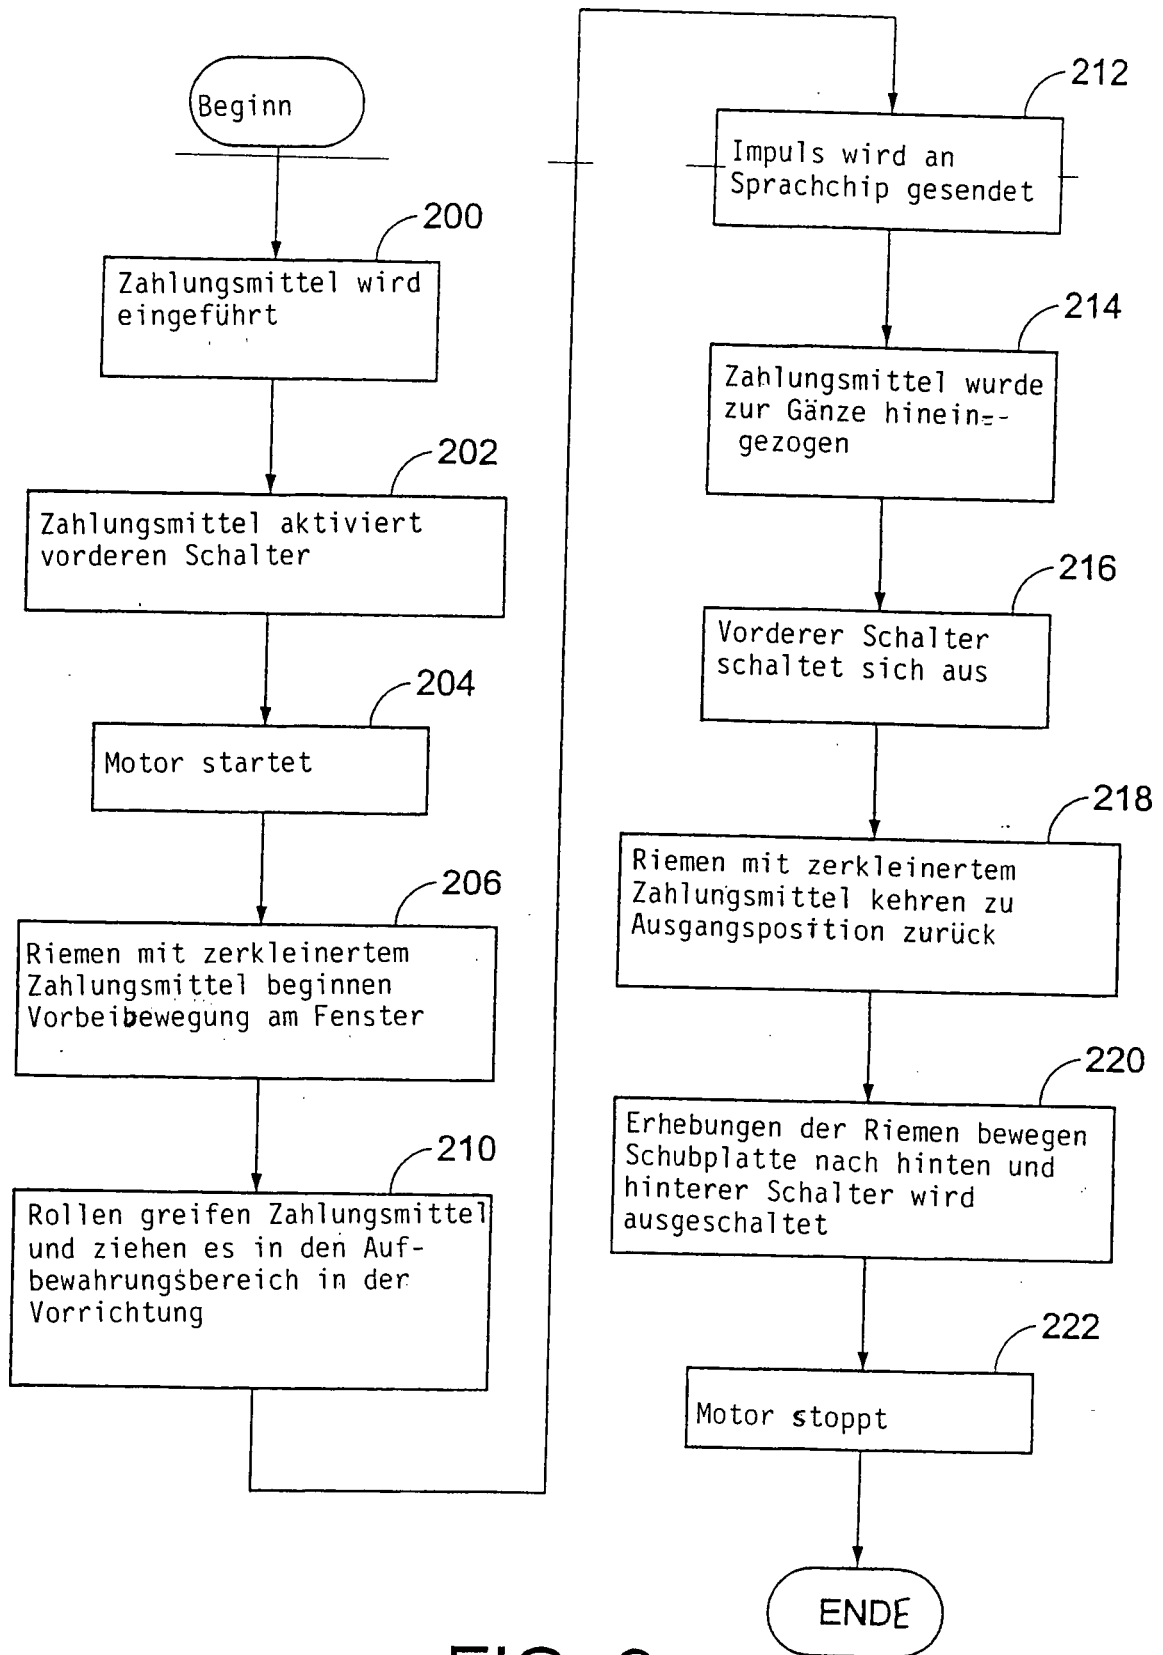 Beginn
200
Zahlungsmittel wird
eingeführt
202
Zahlungsmittel aktiviert
vorderen Schalter
204
Motor startet
206
Riemen mit zerkleinertem
Zahlungsmittel beginnen
Vorbeibewegung am Fenster
210
Rollen greifen Zahlungsmittel
und ziehen es in den Auf-
bewahrungsbereich in der
Vorrichtung
212
Impuls wird an
Sprachchip gesendet
214
Zahlungsmittel wurde
zur Gänze hinein-
gezogen
216
Vorderer Schalter
schaltet sich aus
218
Riemen mit zerkleinertem
Zahlungsmittel kehren zu
Ausgangsposition zurück
220
Erhebungen der Riemen bewegen
Schubplatte nach hinten und
hinterer Schalter wird
ausgeschaltet
222
Motor stoppt
ENDE